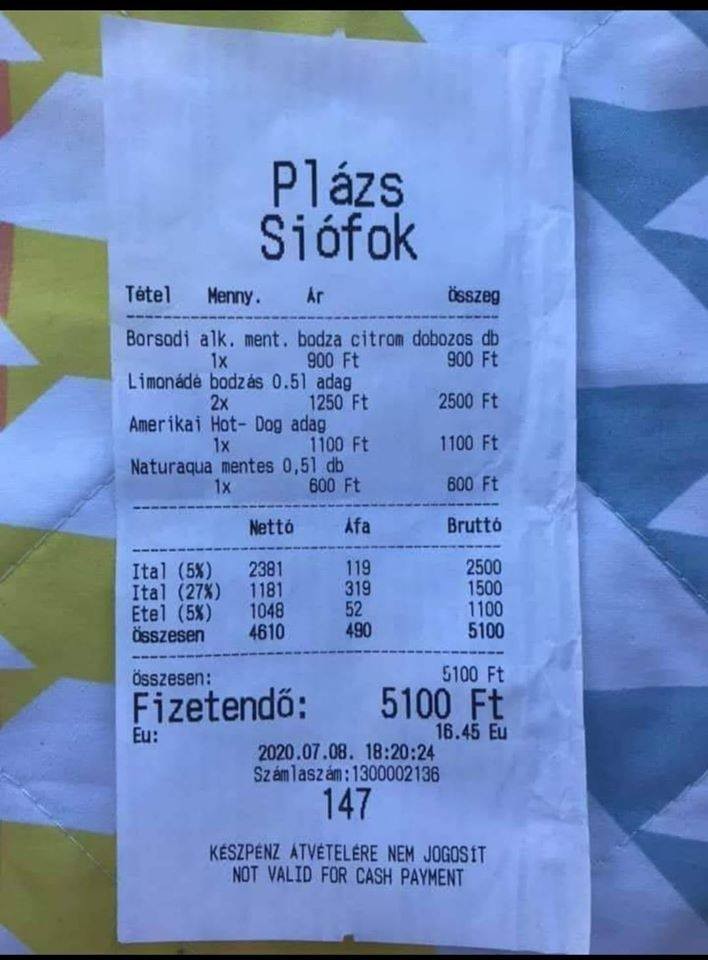 Plázs
Siófok
Tétel Menny. Ár Összeg
Borsodi alk. ment. bodza citrom dobozos db
1x 900 Ft 900 Ft
Limonádé bodzás 0.5l adag
2x 1250 Ft 2500 Ft
Amerikai Hot- Dog adag
1x 1100 Ft 1100 Ft
Naturaqua mentes 0,5l db
1x 600 Ft 600 Ft
Nettó Áfa Bruttó
Ital (5%) 2381 119 2500
Ital (27%) 1181 319 1500
Étel (5%) 1048 52 1100
Összesen 4610 490 5100
Összesen: 5100 Ft
Fizetendő: 5100 Ft
Eu: 16.45 Eu
2020.07.08. 18:20:24
Számlaszám:1300002136
147
KÉSZPÉNZ ÁTVÉTELÉRE NEM JOGOSÍT
NOT VALID FOR CASH PAYMENT